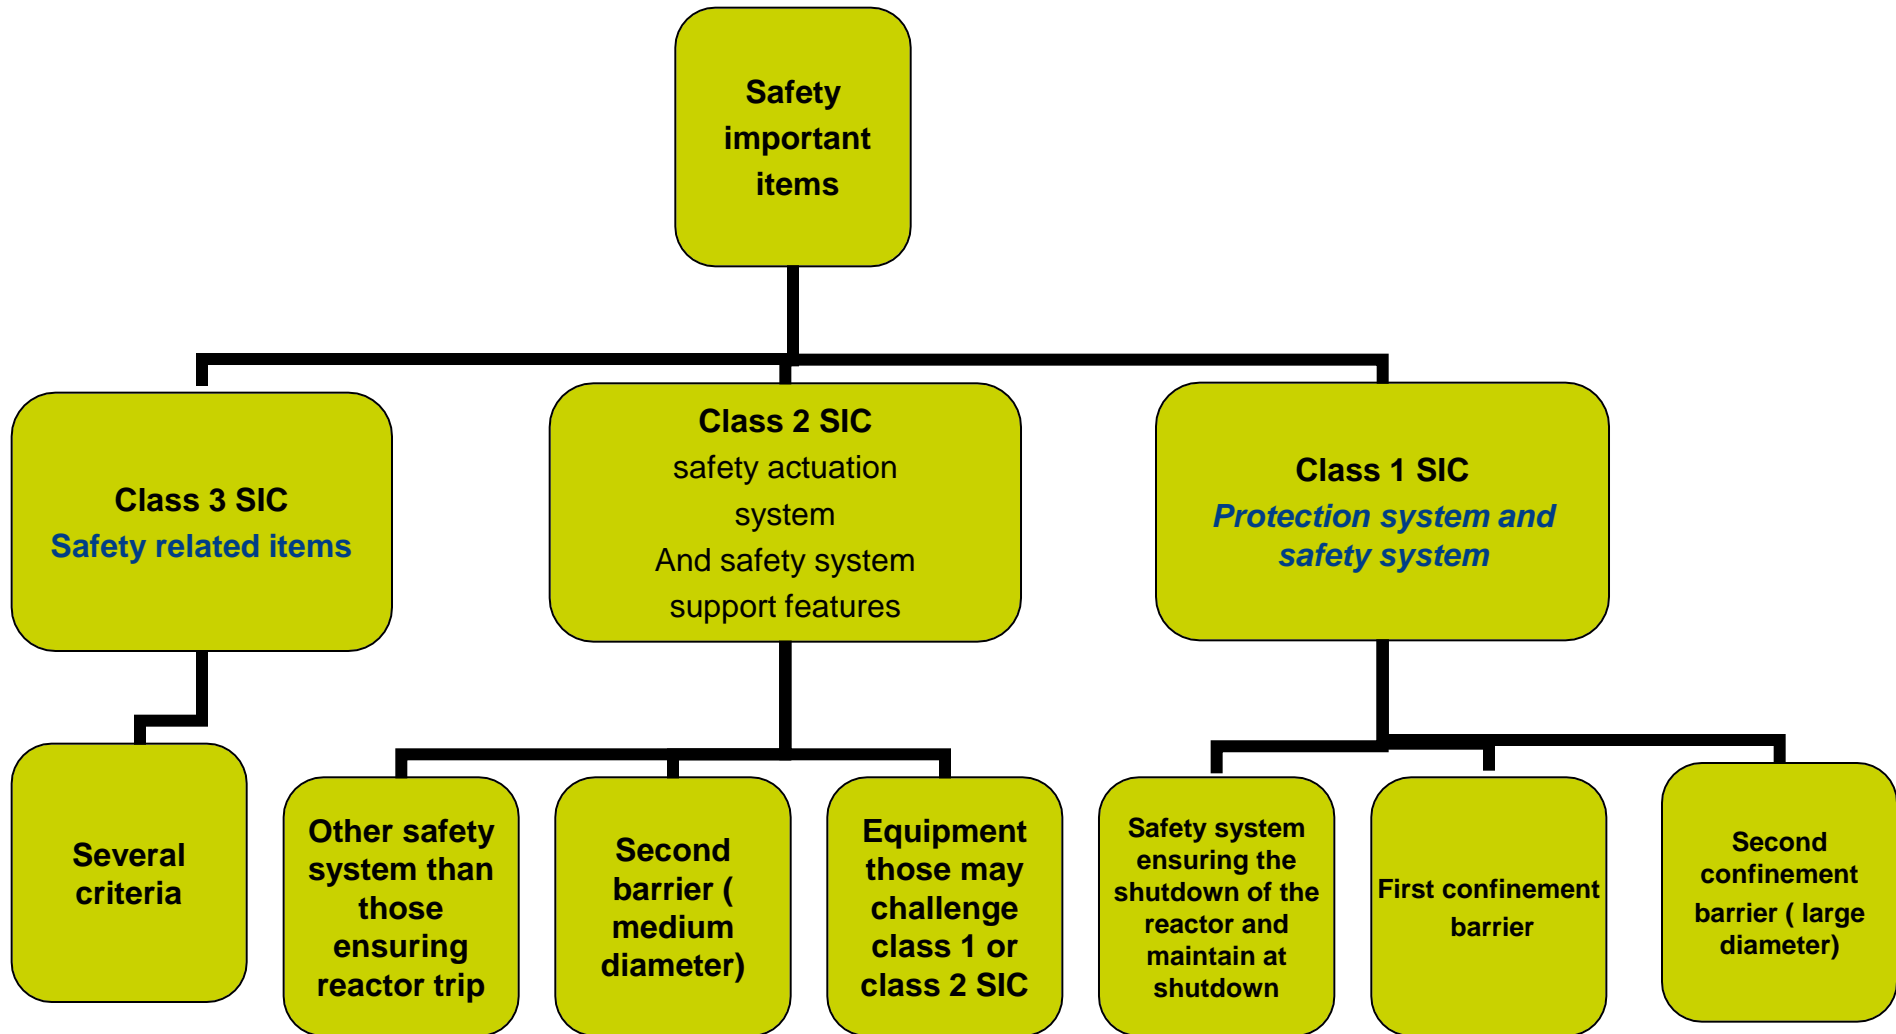 Safety
important
items
Class 3 SIC
Safety related items
Class 2 SIC
safety actuation
system
And safety system
support features
Class 1 SIC
Protection system and
safety system
Several
criteria
Other safety
system than
those
ensuring
reactor trip
Second
barrier (
medium
diameter)
Equipment
those may
challenge
class 1 or
class 2 SIC
Safety system
ensuring the
shutdown of the
reactor and
maintain at
shutdown
First confinement
barrier
Second
confinement
barrier ( large
diameter)